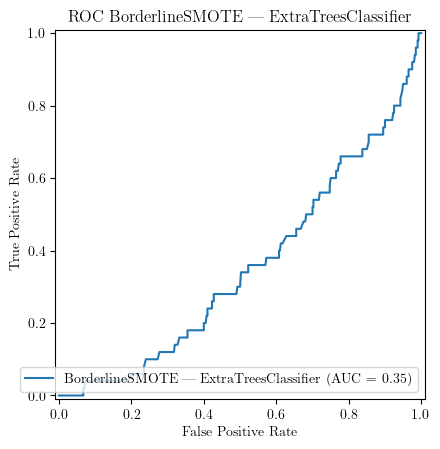 ROC BorderlineSMOTE — ExtraTreesClassifier
1.0
0.8
0.6
0.4
0.2
0.0
True Positive Rate
BorderlineSMOTE — ExtraTreesClassifier (AUC = 0.35)
0.0 0.2 0.4 0.6 0.8 1.0
False Positive Rate